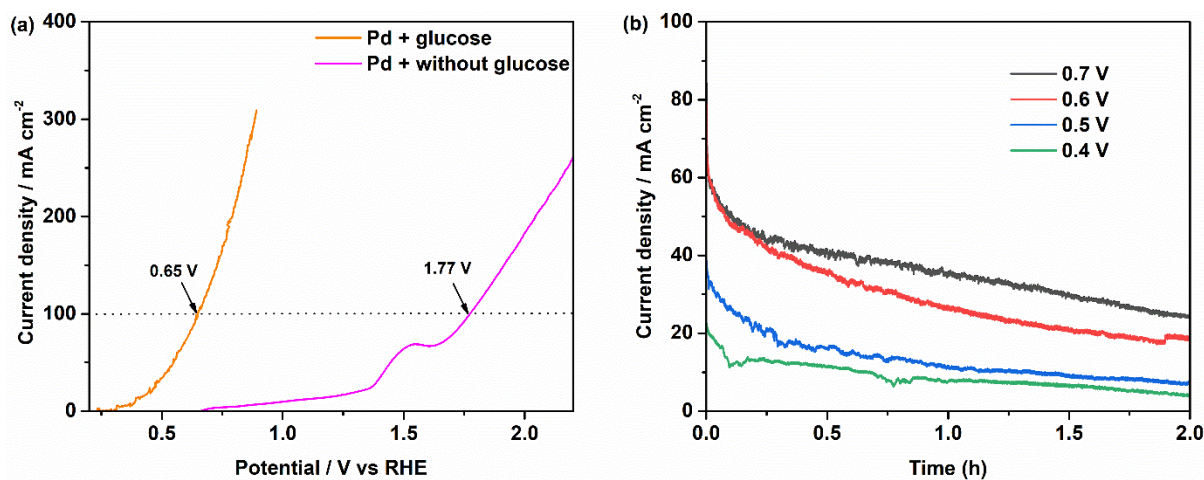 (a)
Pd + glucose
Pd + without glucose
0.65 V
1.77 V
400
300
200
100
0
0.5
1.0
1.5
2.0
Current density / mA cm⁻²
Potential / V vs RHE
(b)
0.7 V
0.6 V
0.5 V
0.4 V
100
80
60
40
20
0
0.0
0.5
1.0
1.5
2.0
Current density / mA cm⁻²
Time (h)